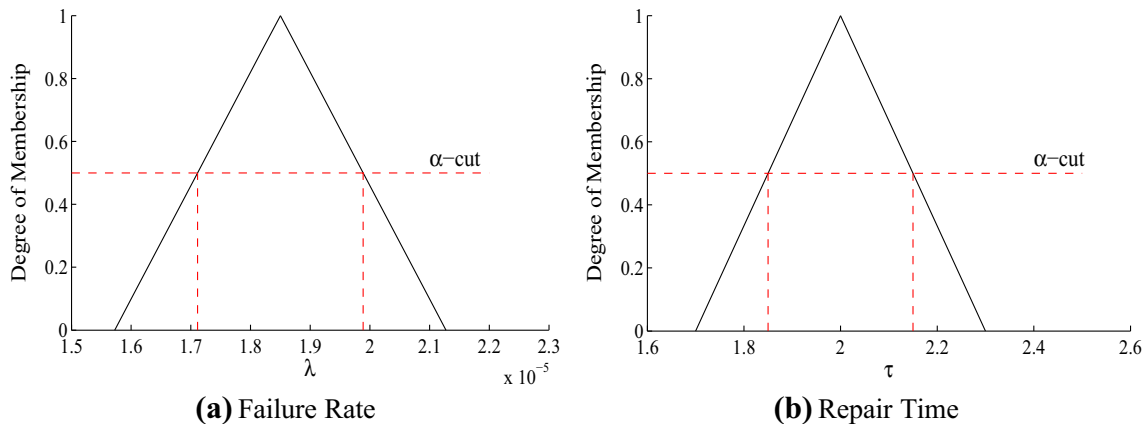 1
0.8
0.6
0.4
0.2
0
Degree of Membership
α−cut
1.5 1.6 1.7 1.8 1.9 2 2.1 2.2 2.3
λ
x 10⁻⁵
(a) Failure Rate
1
0.8
0.6
0.4
0.2
0
Degree of Membership
α−cut
1.6 1.8 2 2.2 2.4 2.6
τ
(b) Repair Time